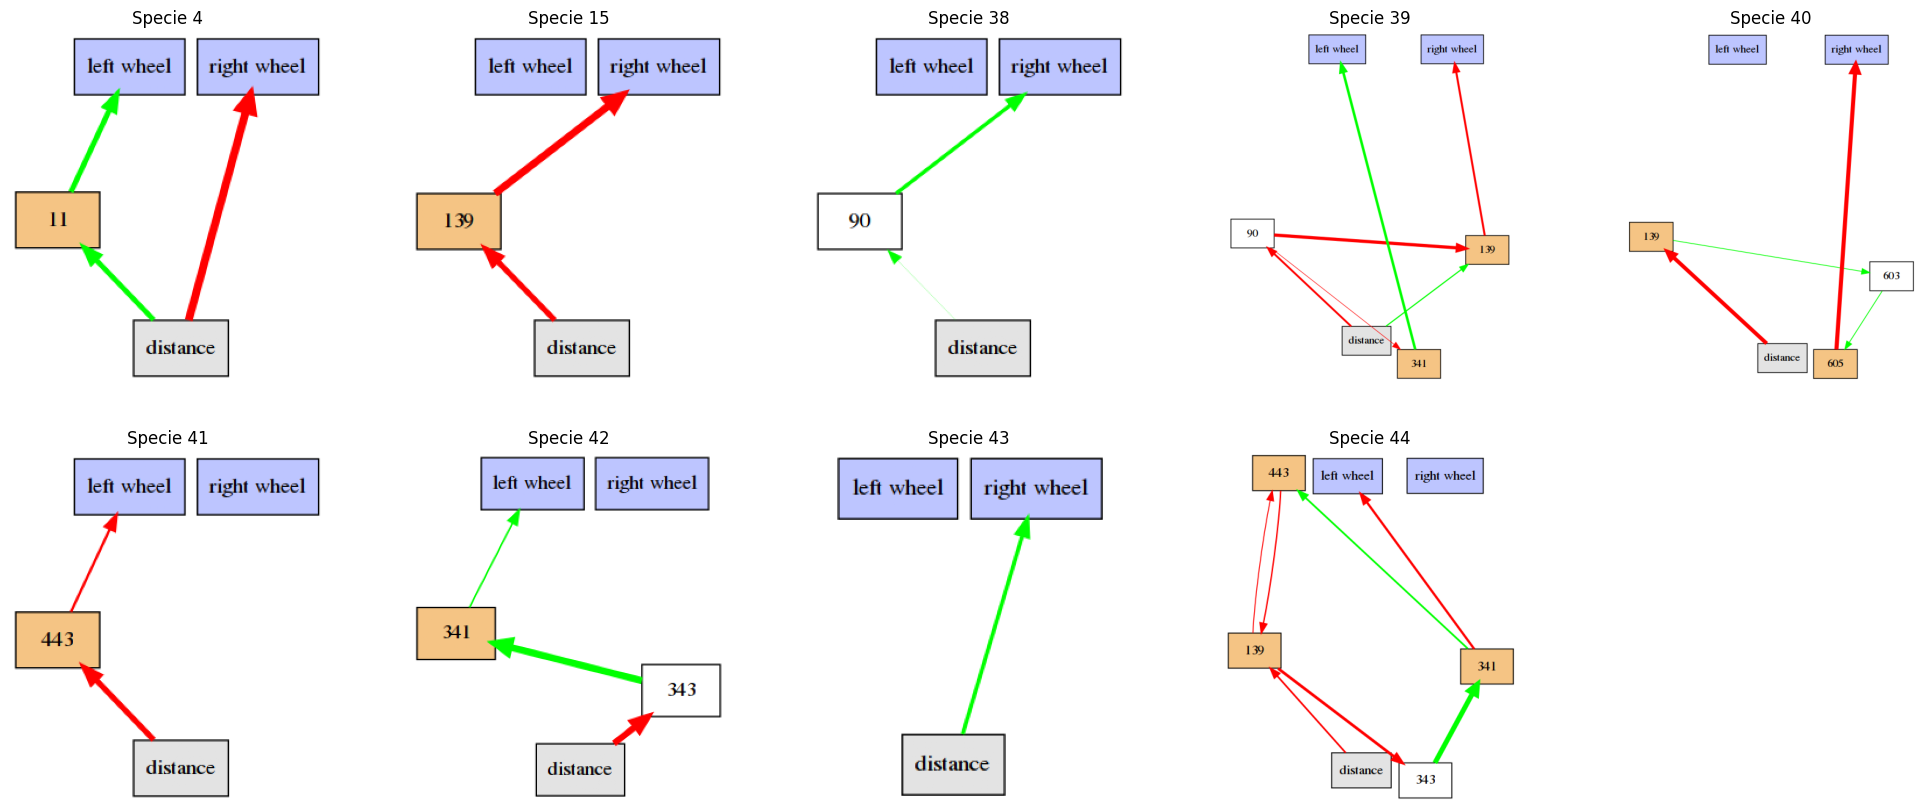 Specie 4
left wheel
right wheel
11
distance
Specie 15
left wheel
right wheel
139
distance
Specie 38
left wheel
right wheel
90
distance
Specie 39
left wheel
right wheel
90
139
distance
341
Specie 40
left wheel
right wheel
139
603
distance
605
Specie 41
left wheel
right wheel
443
distance
Specie 42
left wheel
right wheel
341
343
distance
Specie 43
left wheel
right wheel
distance
Specie 44
443
left wheel
right wheel
139
341
distance
343